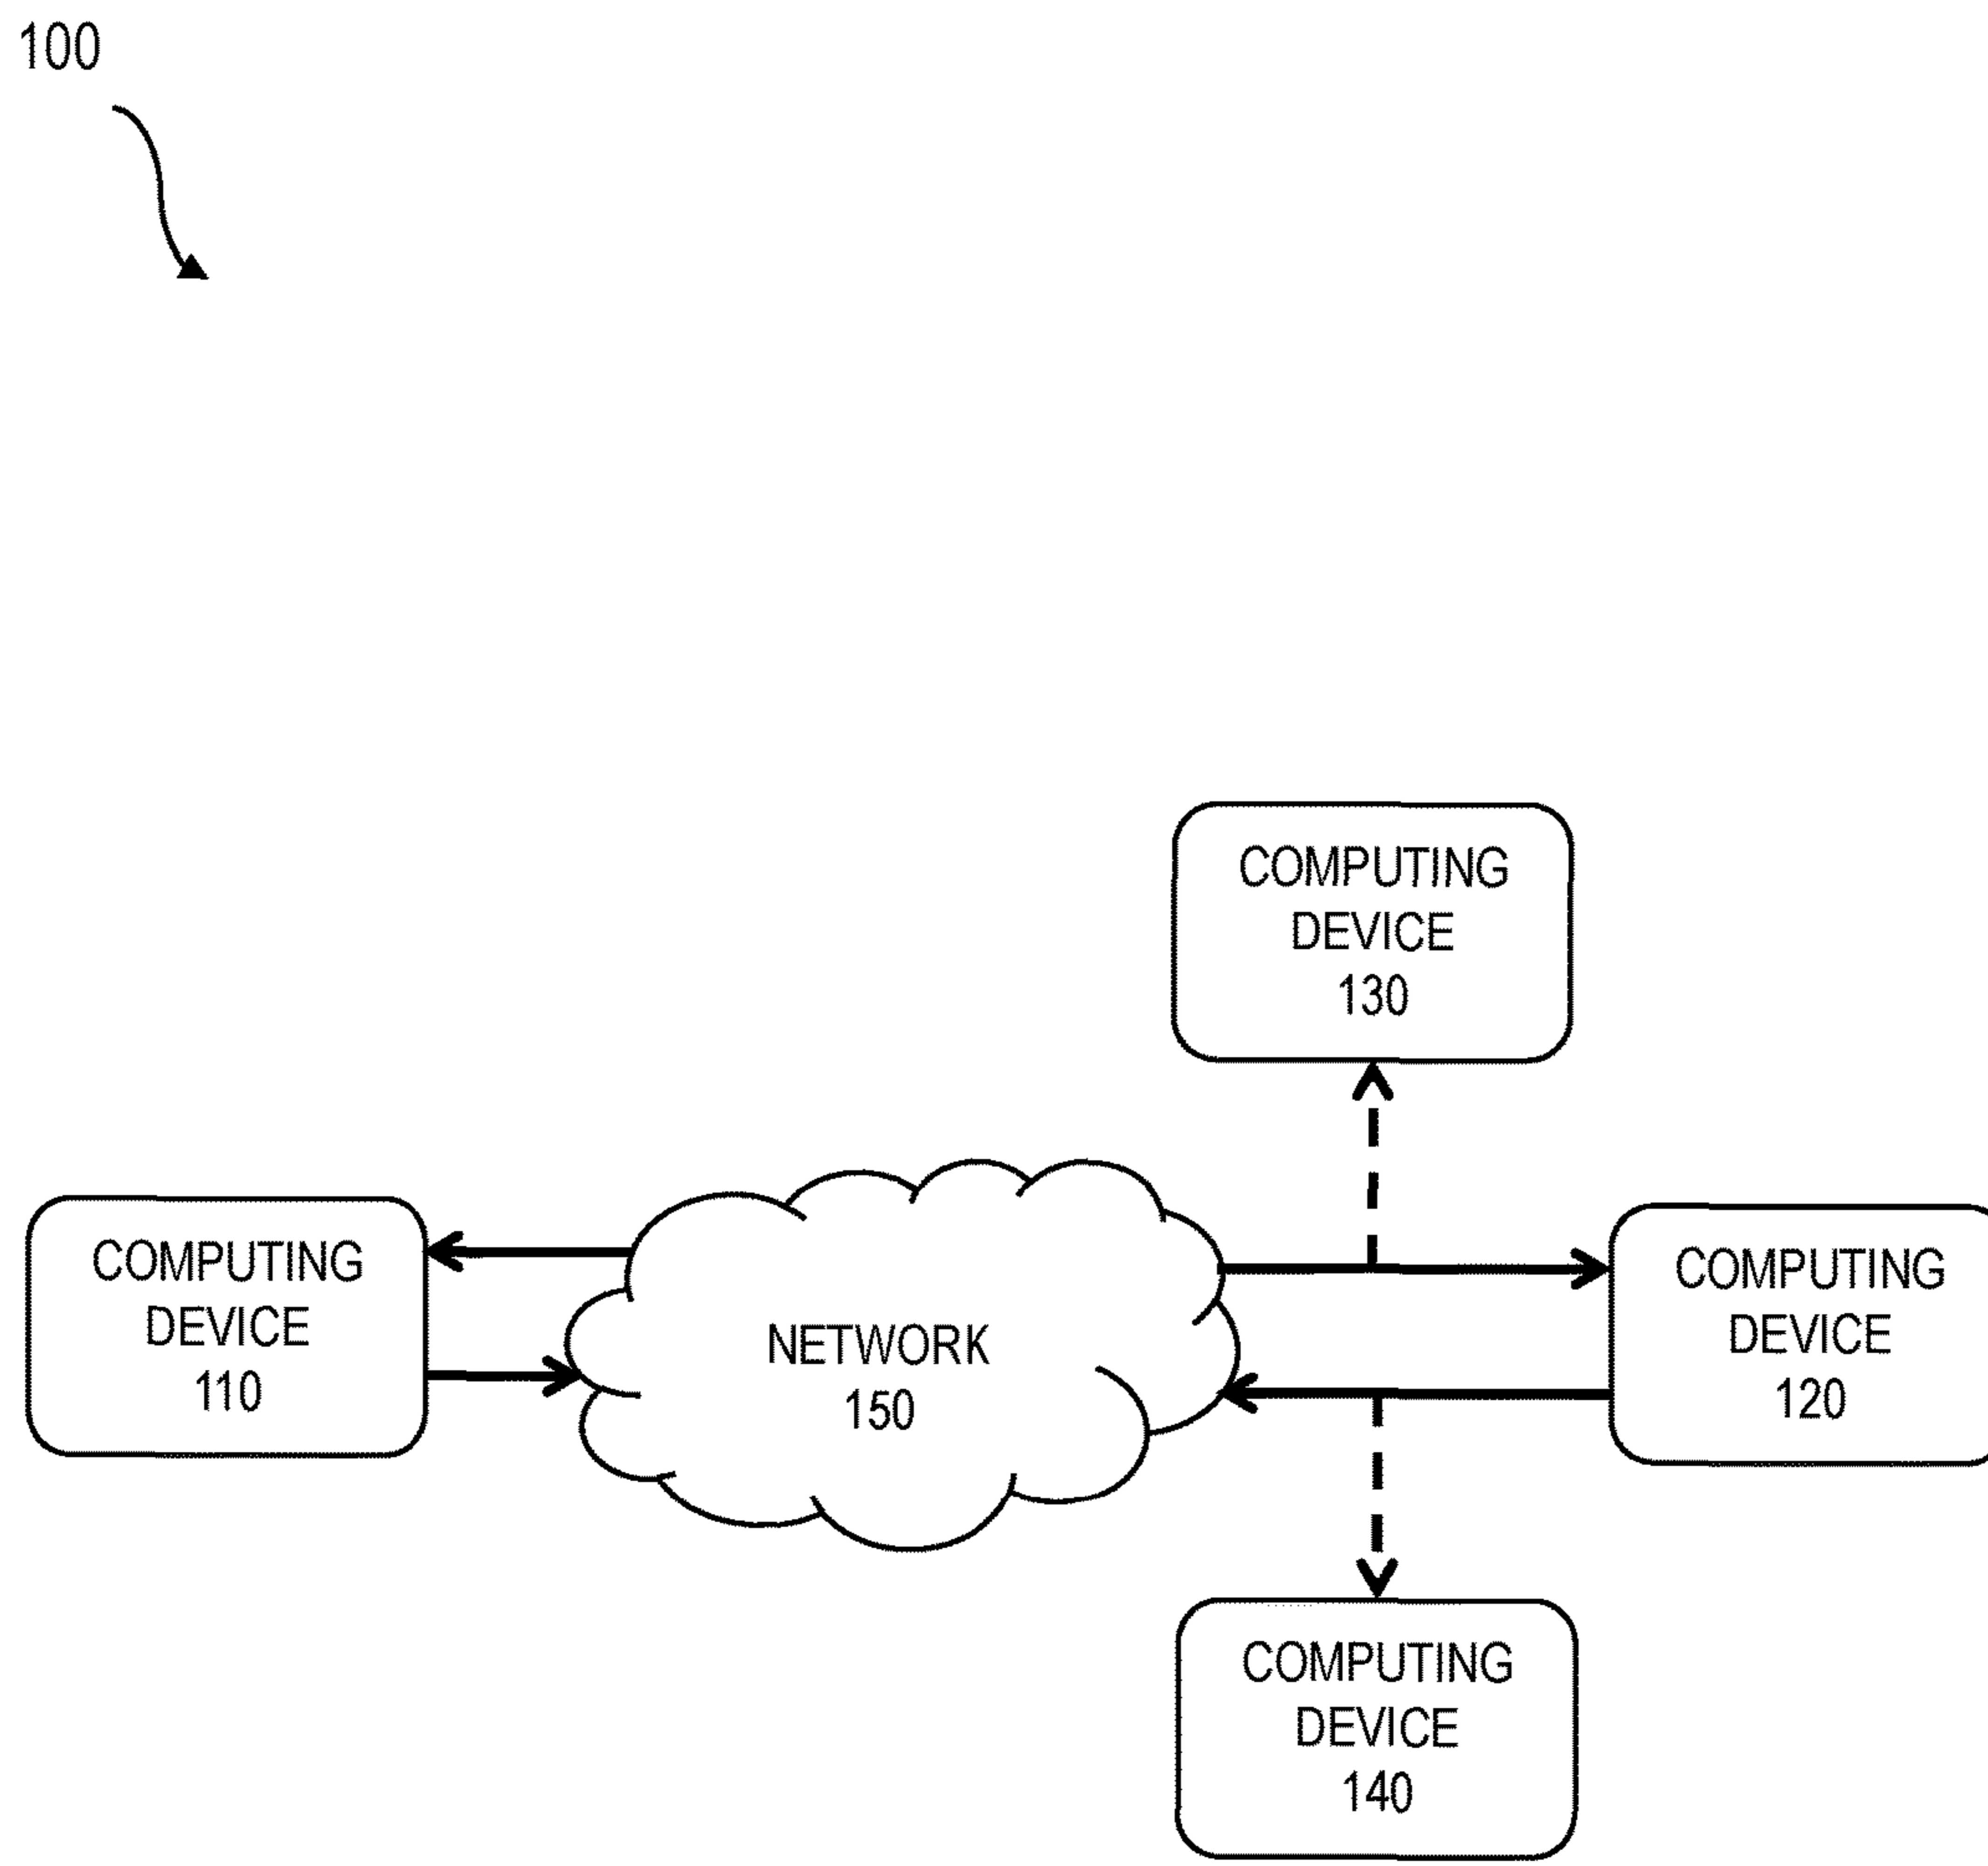 100
COMPUTING
DEVICE
130
COMPUTING
DEVICE
110
NETWORK
150
COMPUTING
DEVICE
120
COMPUTING
DEVICE
140